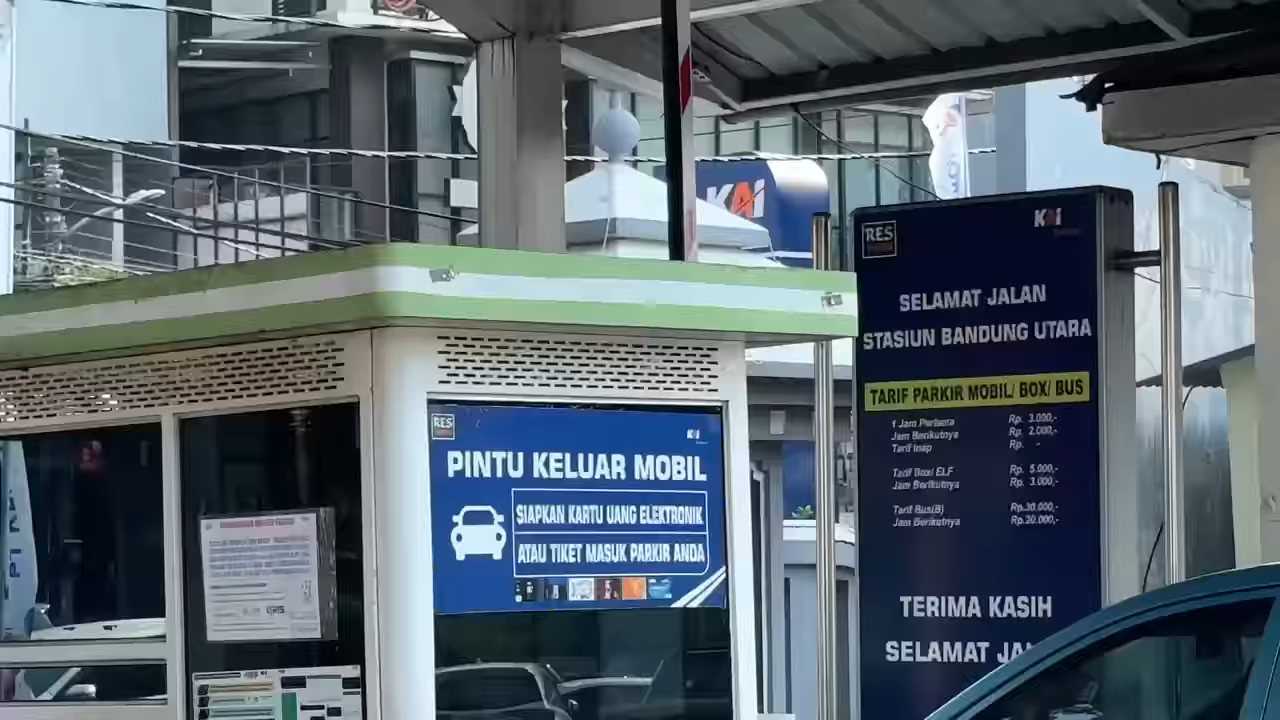 KAI
RES
KAI
SELAMAT JALAN
STASIUN BANDUNG UTARA
TARIF PARKIR MOBIL/ BOX/ BUS
1 Jam Pertama Rp. 3.000,-
Jam Berikutnya Rp. 2.000,-
Tarif Inap Rp. -
Tarif Box/ ELF Rp. 5.000,-
Jam Berikutnya Rp. 3.000,-
Tarif Bus(B) Rp.30.000,-
Jam Berikutnya Rp.20.000,-
TERIMA KASIH
SELAMAT JA
RES
KAI
PINTU KELUAR MOBIL
SIAPKAN KARTU UANG ELEKTRONIK
ATAU TIKET MASUK PARKIR ANDA
QRIS